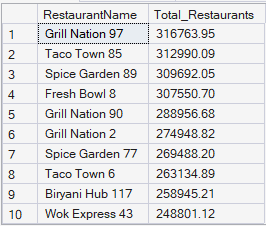 RestaurantName Total_Restaurants
1 Grill Nation 97 316763.95
2 Taco Town 85 312990.09
3 Spice Garden 89 309692.05
4 Fresh Bowl 8 307550.70
5 Grill Nation 90 288956.68
6 Grill Nation 2 274948.82
7 Spice Garden 77 269488.20
8 Taco Town 6 263134.89
9 Biryani Hub 117 258945.21
10 Wok Express 43 248801.12